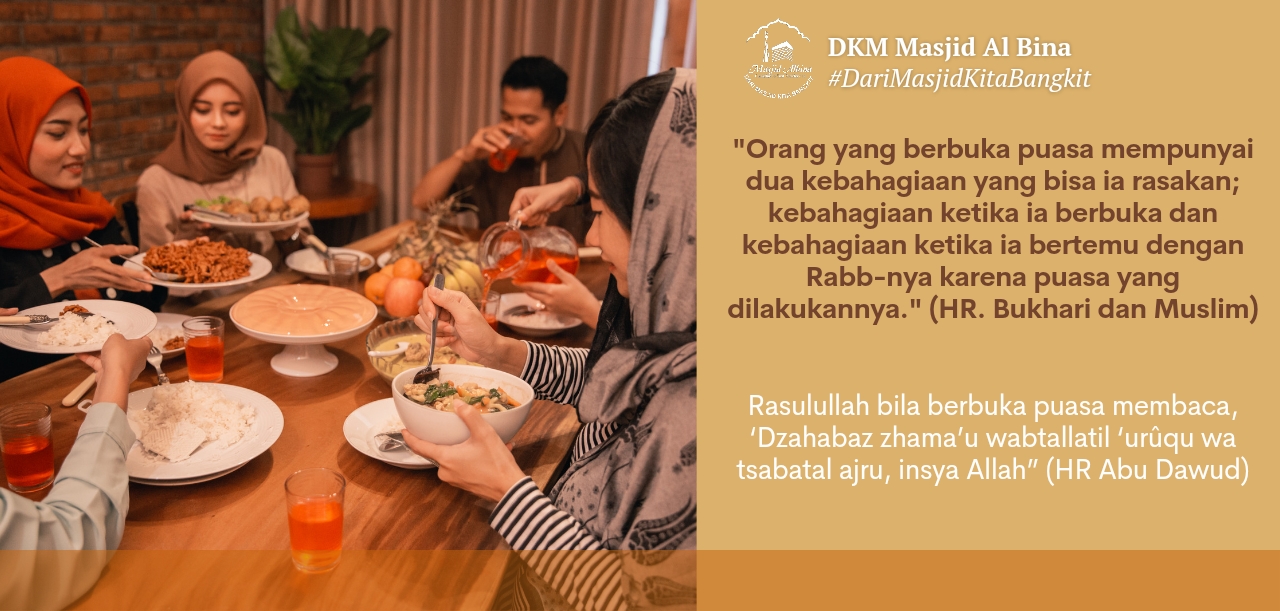 DKM Masjid Al Bina
#DariMasjidKitaBangkit
"Orang yang berbuka puasa mempunyai
dua kebahagiaan yang bisa ia rasakan;
kebahagiaan ketika ia berbuka dan
kebahagiaan ketika ia bertemu dengan
Rabb-nya karena puasa yang
dilakukannya." (HR. Bukhari dan Muslim)
Rasulullah bila berbuka puasa membaca,
‘Dzahabaz zhama’u wabtallatil ‘urûqu wa
tsabatal ajru, insya Allah” (HR Abu Dawud)